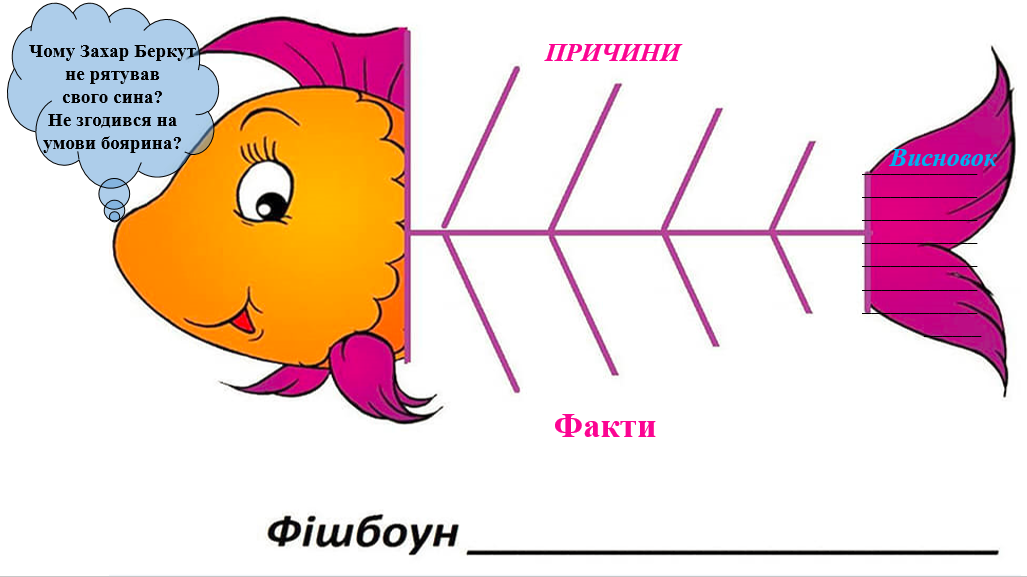 Чому Захар Беркут
не рятував
свого сина?
Не згодився на
умови боярина?
ПРИЧИНИ
Висновок
Факти
Фішбоун